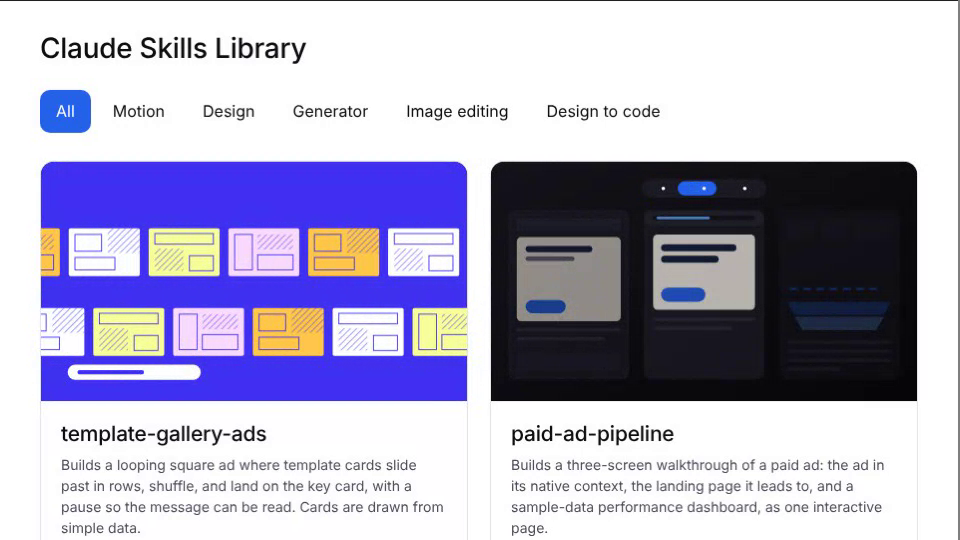 Claude Skills Library
All
Motion
Design
Generator
Image editing
Design to code
template-gallery-ads
Builds a looping square ad where template cards slide
past in rows, shuffle, and land on the key card, with a
pause so the message can be read. Cards are drawn from
simple data.
paid-ad-pipeline
Builds a three-screen walkthrough of a paid ad: the ad in
its native context, the landing page it leads to, and a
sample-data performance dashboard, as one interactive
page.